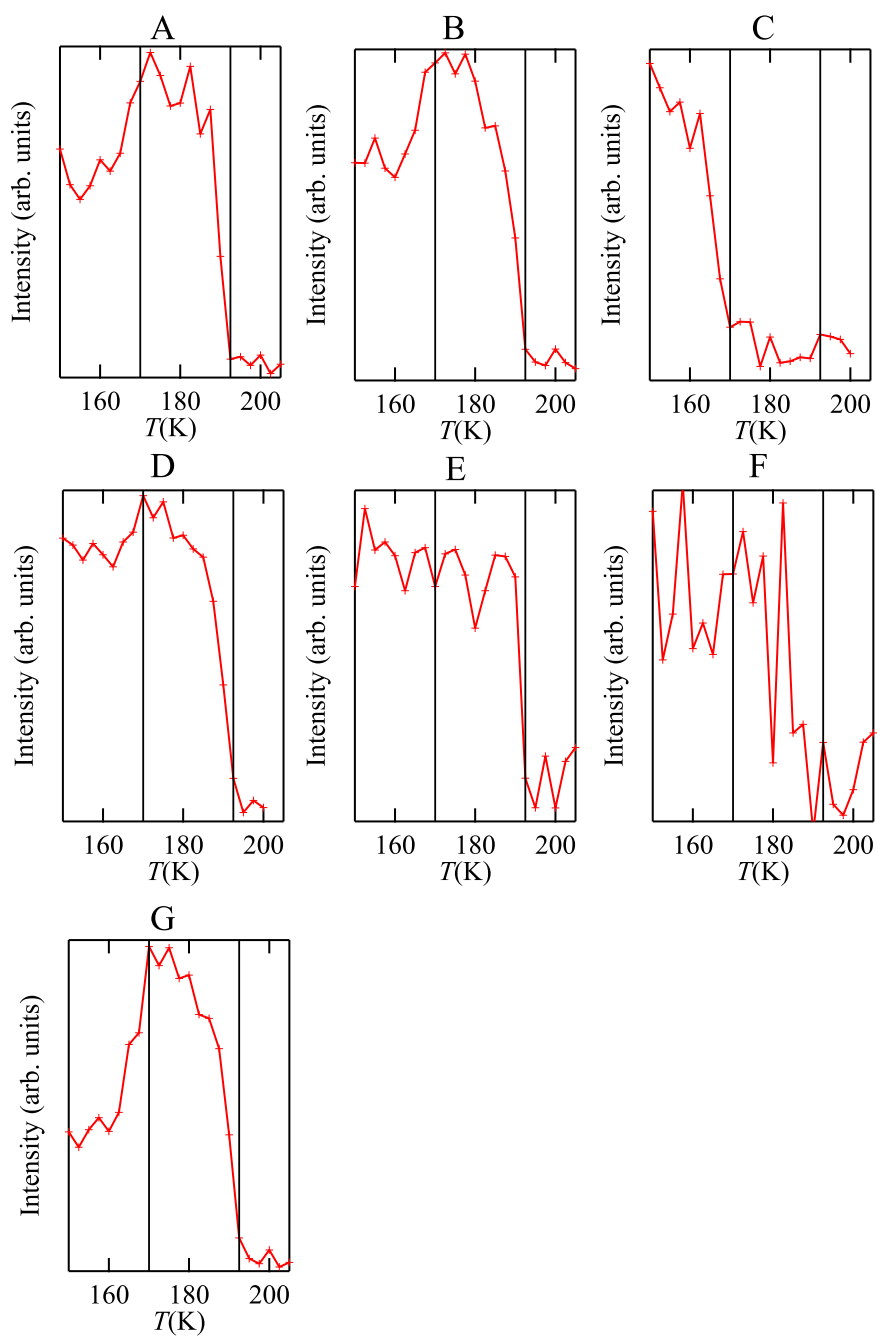 A B C
Intensity (arb. units) Intensity (arb. units) Intensity (arb. units)
160 180 200 160 180 200 160 180 200
T(K) T(K) T(K)
D E F
Intensity (arb. units) Intensity (arb. units) Intensity (arb. units)
160 180 200 160 180 200 160 180 200
T(K) T(K) T(K)
G
Intensity (arb. units)
160 180 200
T(K)